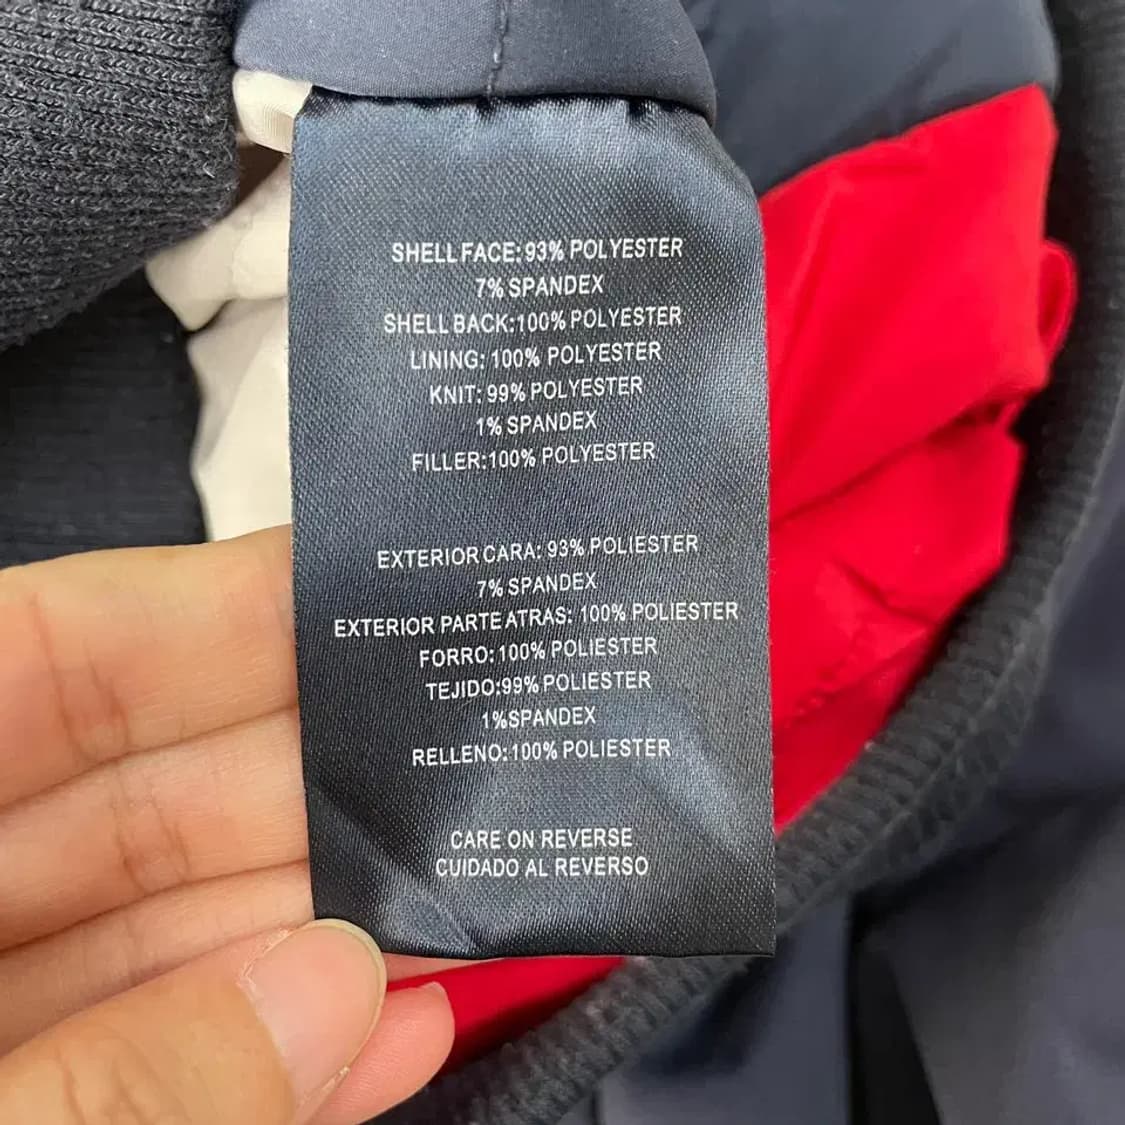 SHELL FACE: 93% POLYESTER
7% SPANDEX
SHELL BACK:100% POLYESTER
LINING: 100% POLYESTER
KNIT: 99% POLYESTER
1% SPANDEX
FILLER:100% POLYESTER
EXTERIOR CARA: 93% POLIESTER
7% SPANDEX
EXTERIOR PARTE ATRAS: 100% POLIESTER
FORRO:100% POLIESTER
TEJIDO:99% POLIESTER
1%SPANDEX
RELLENO:100% POLIESTER
CARE ON REVERSE
CUIDADO AL REVERSO